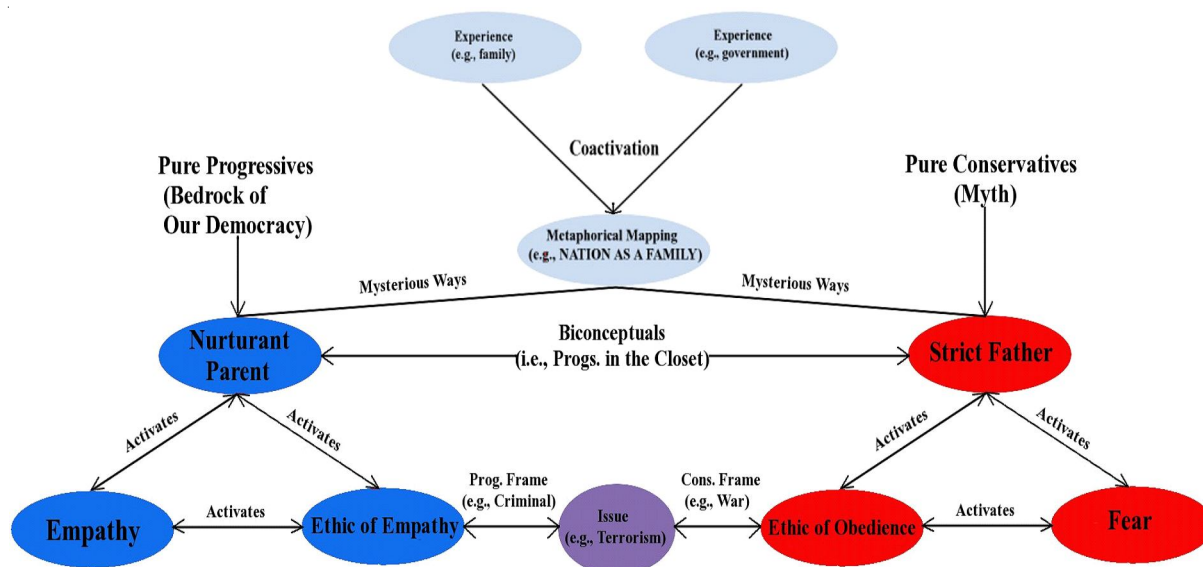 Experience
(e.g., family)
Experience
(e.g., government)
Coactivation
Pure Progressives
(Bedrock of
Our Democracy)
Pure Conservatives
(Myth)
Metaphorical Mapping
(e.g., NATION AS A FAMILY)
Mysterious Ways
Mysterious Ways
Nurturant
Parent
Biconceptuals
(i.e., Progs. in the Closet)
Strict Father
Activates
Activates
Activates
Activates
Empathy
Activates
Ethic of Empathy
Prog. Frame
(e.g., Criminal)
Issue
(e.g., Terrorism)
Cons. Frame
(e.g., War)
Ethic of Obedience
Activates
Fear